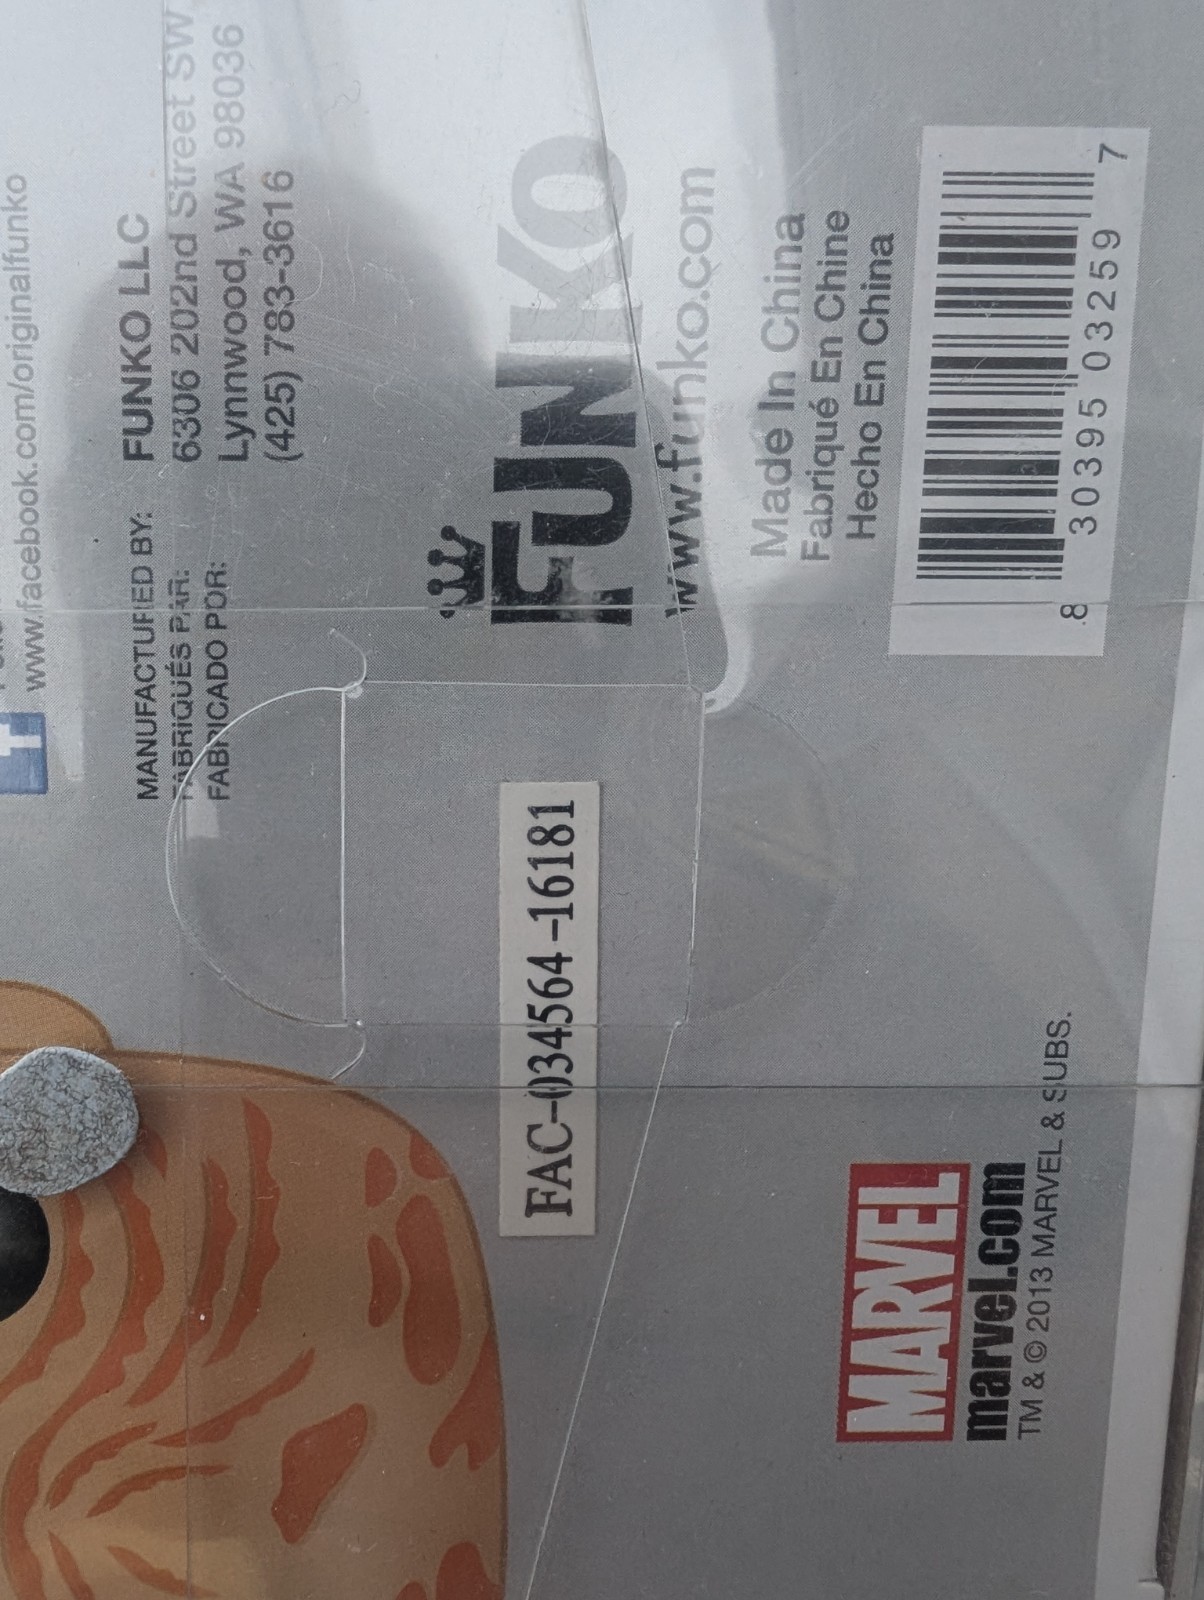 www.facebook.com/originalfunko
MANUFACTURED BY: FUNKO LLC
FABRIQUÉS PAR: 6306 202nd Street SW
FABRICADO POR: Lynnwood, WA 98036
(425) 783-3616
FUNKO
www.funko.com
Made In China
Fabriqué En Chine
Hecho En China
8 30395 03259 7
FAC-034564-16181
MARVEL
marvel.com
TM & © 2013 MARVEL & SUBS.